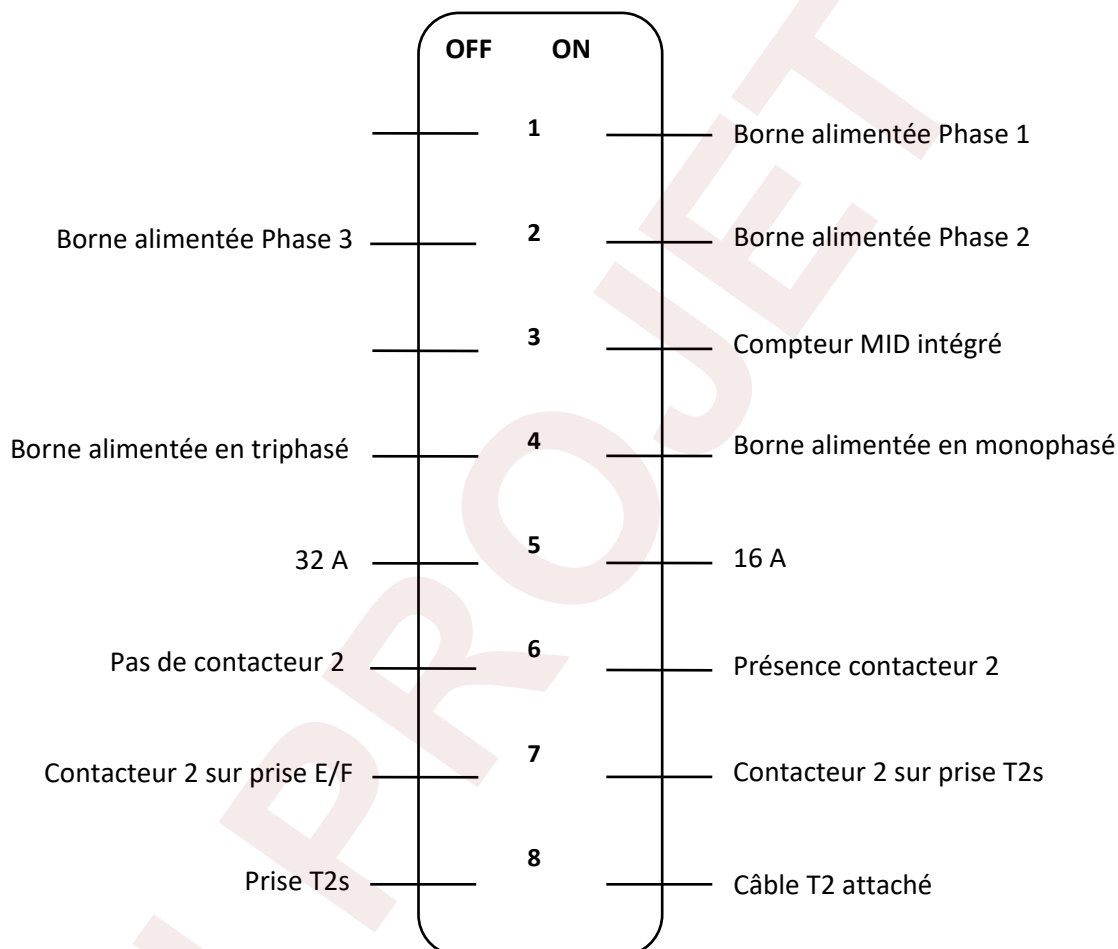 OFF ON
1 Borne alimentée Phase 1
Borne alimentée Phase 3 2 Borne alimentée Phase 2
3 Compteur MID intégré
Borne alimentée en triphasé 4 Borne alimentée en monophasé
32 A 5 16 A
Pas de contacteur 2 6 Présence contacteur 2
Contacteur 2 sur prise E/F 7 Contacteur 2 sur prise T2s
Prise T2s 8 Câble T2 attaché
PROJET